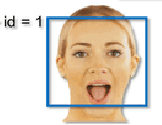 id = 1